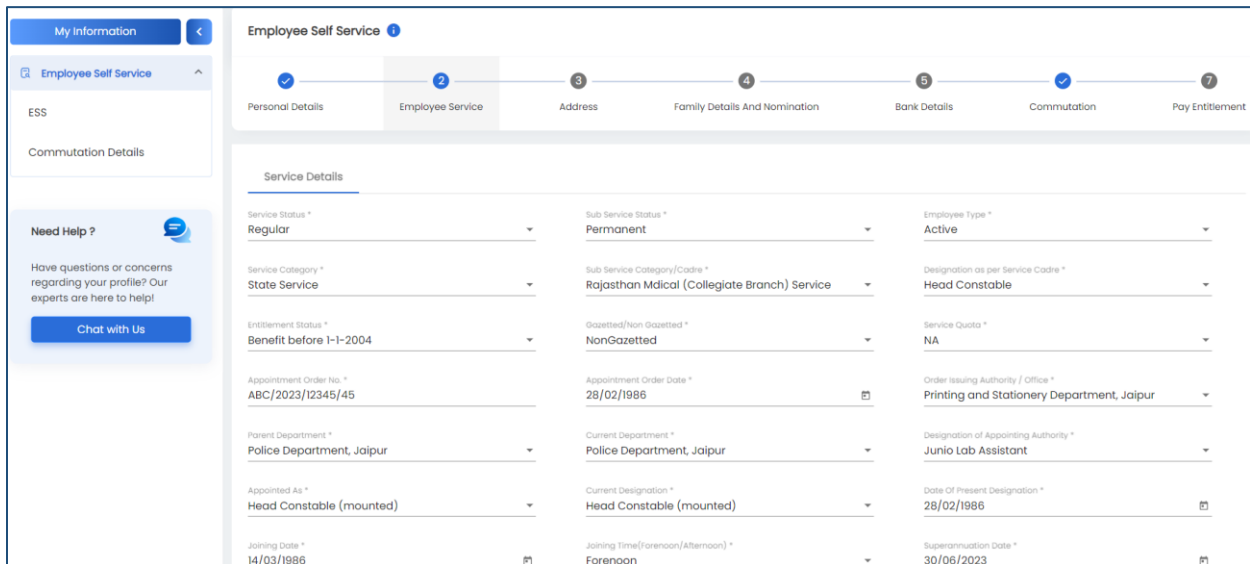 My Information
Employee Self Service
ESS
Commutation Details
Need Help ?
Have questions or concerns
regarding your profile? Our
experts are here to help!
Chat with Us
Employee Self Service
2 3 4 5 7
Personal Details Employee Service Address Family Details And Nomination Bank Details Commutation Pay Entitlement
Service Details
Service Status * Sub Service Status * Employee Type *
Regular Permanent Active
Service Category * Sub Service Category/Cadre * Designation as per Service Cadre *
State Service Rajasthan Mdical (Collegiate Branch) Service Head Constable
Entitlement Status * Gazetted/Non Gazetted * Service Quota *
Benefit before 1-1-2004 NonGazetted NA
Appointment Order No. * Appointment Order Date * Order Issuing Authority / Office *
ABC/2023/12345/45 28/02/1986 Printing and Stationery Department, Jaipur
Parent Department * Current Department * Designation of Appointing Authority *
Police Department, Jaipur Police Department, Jaipur Junio Lab Assistant
Appointed As * Current Designation * Date Of Present Designation *
Head Constable (mounted) Head Constable (mounted) 28/02/1986
Joining Date * Joining Time(Forenoon/Afternoon) * Superannuation Date *
14/03/1986 Forenoon 30/06/2023